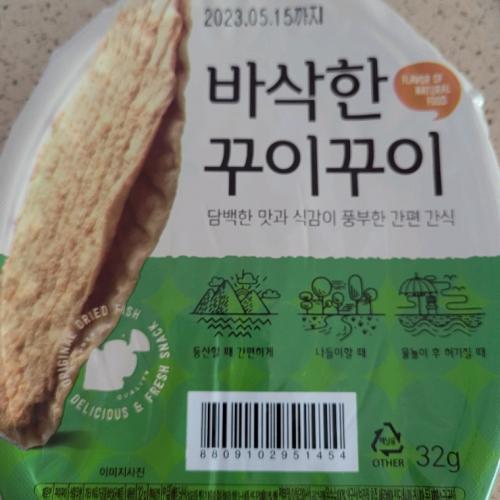 2023.05.15까지
바삭한
꾸이꾸이
FLAVOR OF
NATURAL
FOOD
담백한 맛과 식감이 풍부한 간편 간식
ORIGINAL DRIED FISH SNACK
QUALITY
DELICIOUS & FRESH
등산할 때 간편하게
나들이할 때
물놀이 후 허기질 때
8809102951454
이미지사진
OTHER
32g